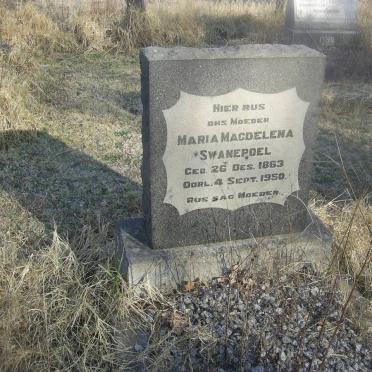 HIER RUS
ONS MOEDER
MARIA MAGDELENA
SWANEPOEL
GEB. 26 DES. 1863
OORL. 4 SEPT. 1950.
RUS SAG MOEDER.